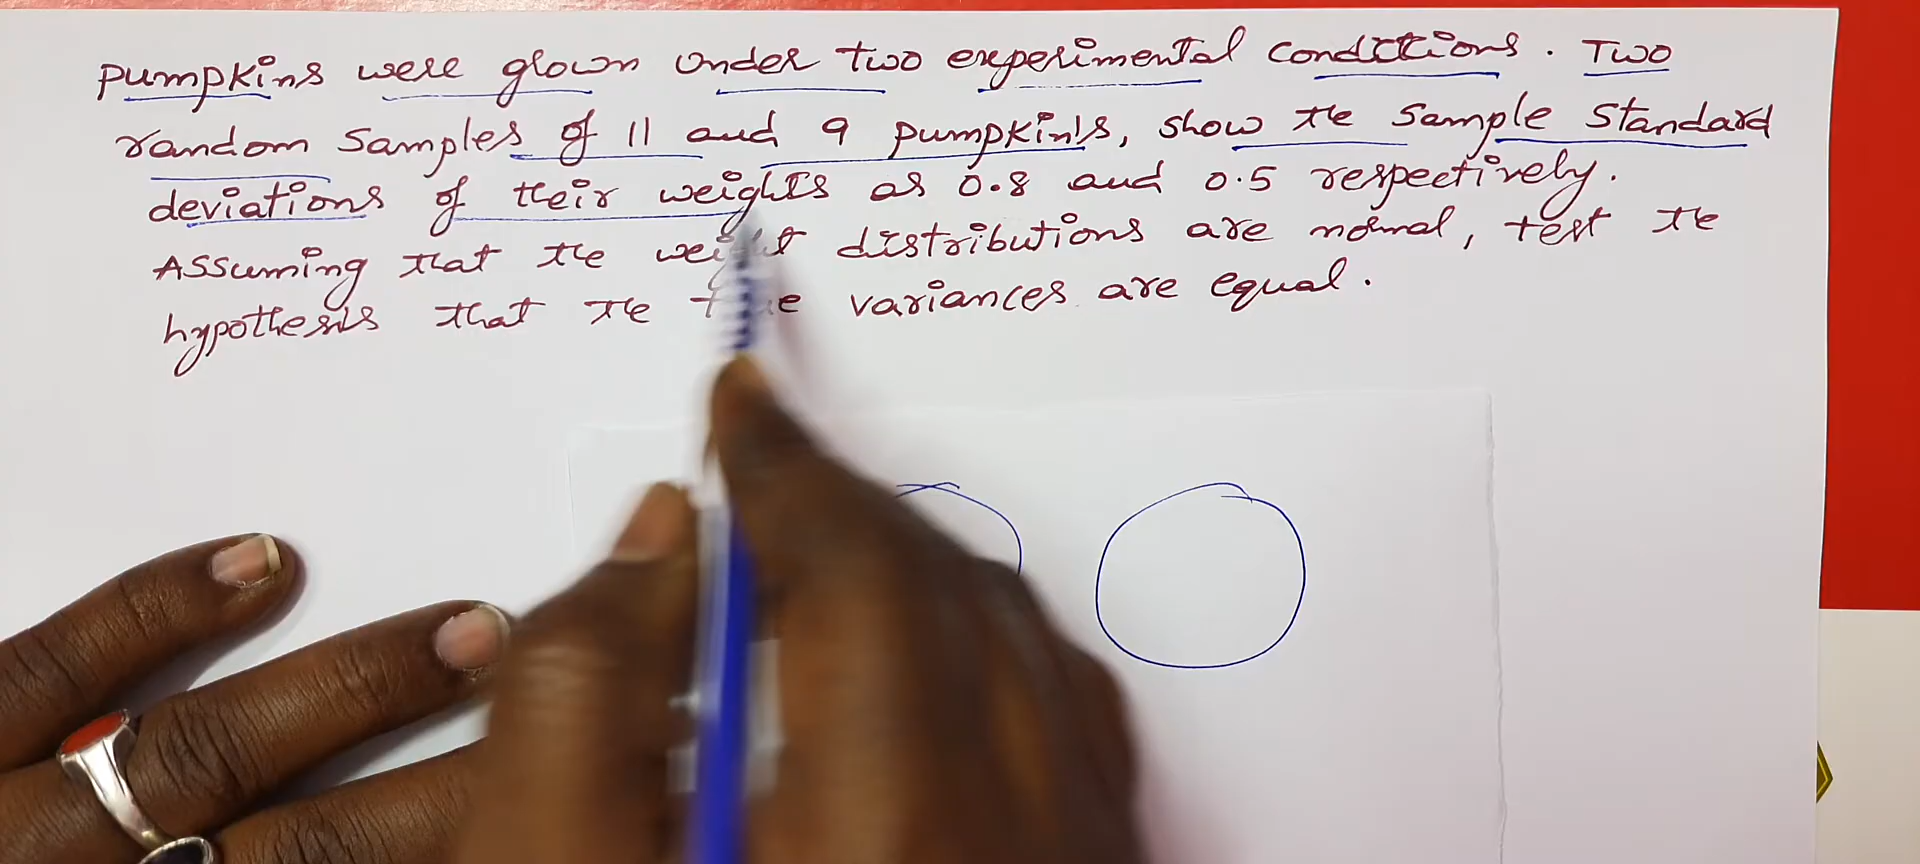 Pumpkins were grown under two experimental conditions. Two
random samples of 11 and 9 pumpkins, show the sample standard
deviations of their weights as 0.8 and 0.5 respectively.
Assuming that the weight distributions are normal, test the
hypothesis that the true variances are equal.